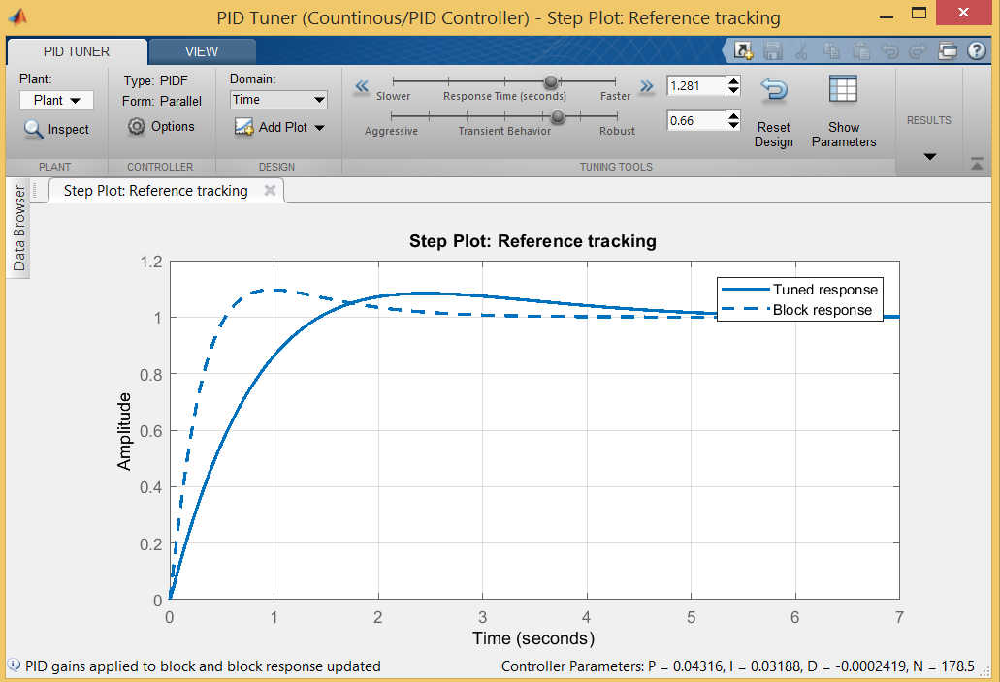 PID Tuner (Countinous/PID Controller) - Step Plot: Reference tracking
PID TUNER
VIEW
Plant:
Plant
Inspect
PLANT
Type: PIDF
Form: Parallel
Options
CONTROLLER
Domain:
Time
Add Plot
DESIGN
Slower
Response Time (seconds)
Faster
1.281
Aggressive
Transient Behavior
Robust
0.66
Reset
Design
Show
Parameters
TUNING TOOLS
RESULTS
Data Browser
Step Plot: Reference tracking
Step Plot: Reference tracking
Tuned response
Block response
1.2
1
0.8
0.6
0.4
0.2
0
Amplitude
0 1 2 3 4 5 6 7
Time (seconds)
PID gains applied to block and block response updated
Controller Parameters: P = 0.04316, I = 0.03188, D = -0.0002419, N = 178.5